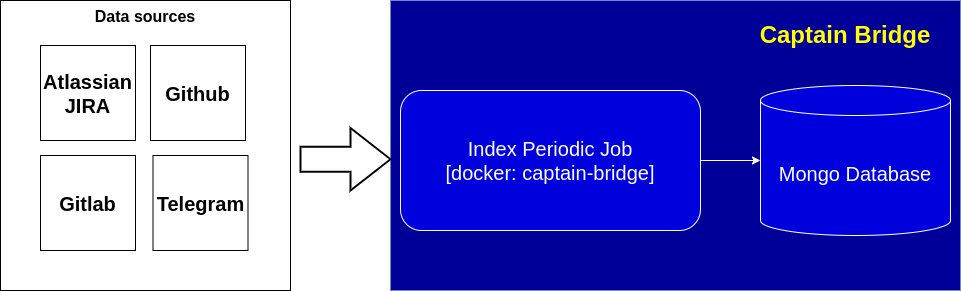 Data sources
Atlassian
JIRA
Github
Gitlab
Telegram
Captain Bridge
Index Periodic Job
[docker: captain-bridge]
Mongo Database